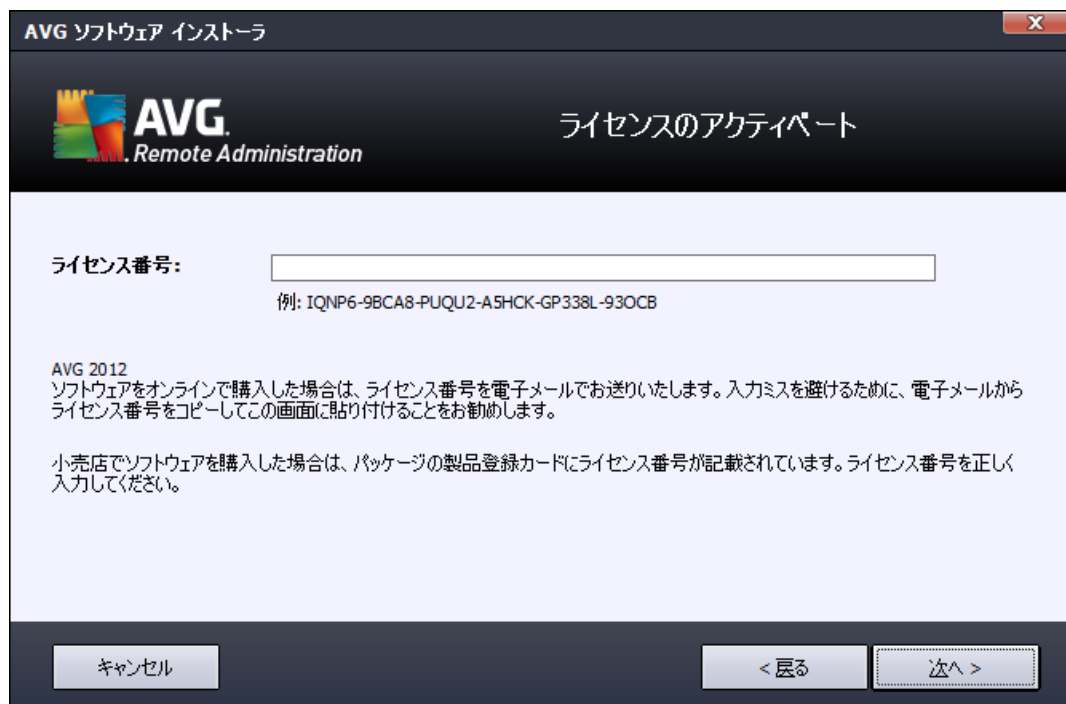 AVG ソフトウェア インストーラ
X
AVG.
Remote Administration
ライセンスのアクティベート
ライセンス番号:
例: IQNP6-9BCA8-PUQU2-A5HCK-GP338L-93OCB
AVG 2012
ソフトウェアをオンラインで購入した場合は、ライセンス番号を電子メールでお送りいたします。入力ミスを避けるために、電子メールから
ライセンス番号をコピーしてこの画面に貼り付けることをお勧めします。
小売店でソフトウェアを購入した場合は、パッケージの製品登録カードにライセンス番号が記載されています。ライセンス番号を正しく
入力してください。
キャンセル
< 戻る
次へ >